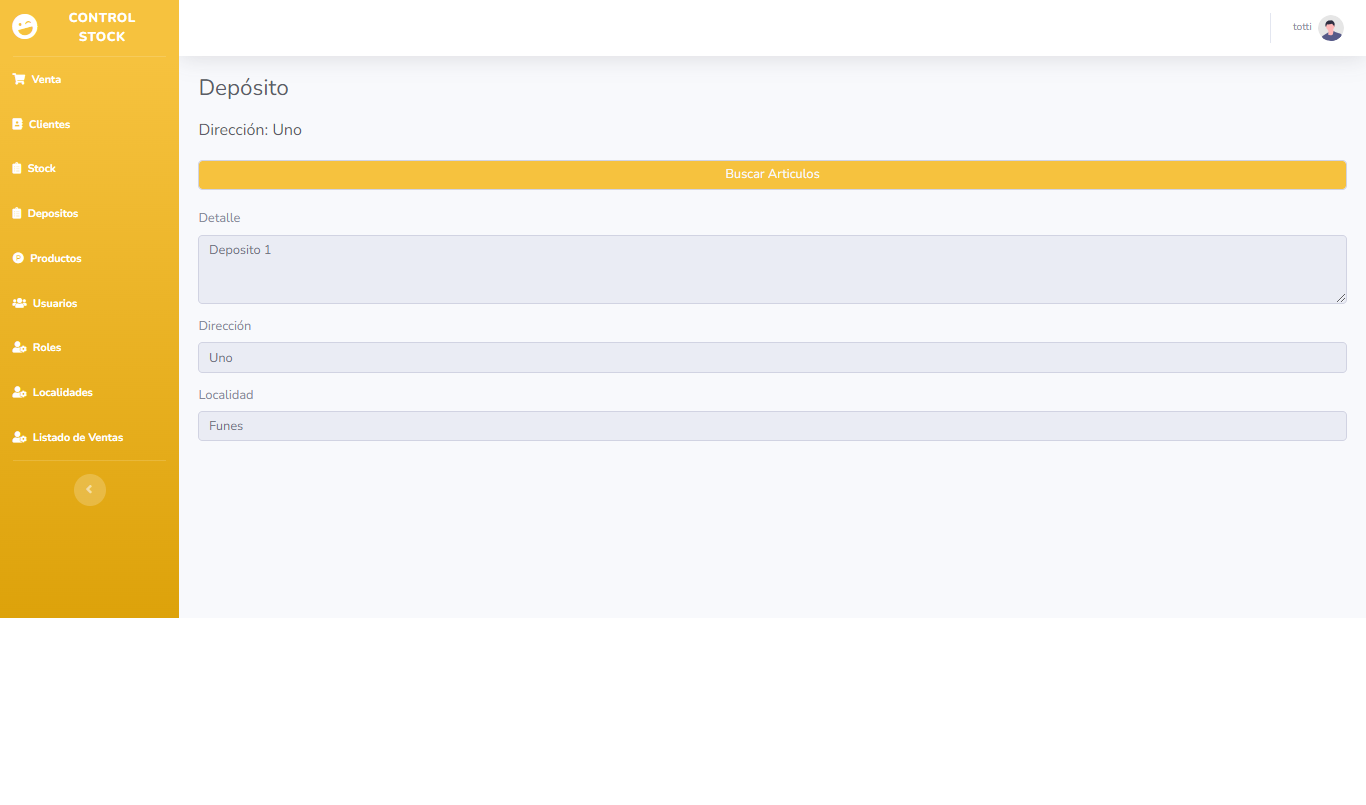 CONTROL
STOCK
totti
Venta
Clientes
Stock
Depositos
Productos
Usuarios
Roles
Localidades
Listado de Ventas
Depósito
Dirección: Uno
Buscar Articulos
Detalle
Deposito 1
Dirección
Uno
Localidad
Funes